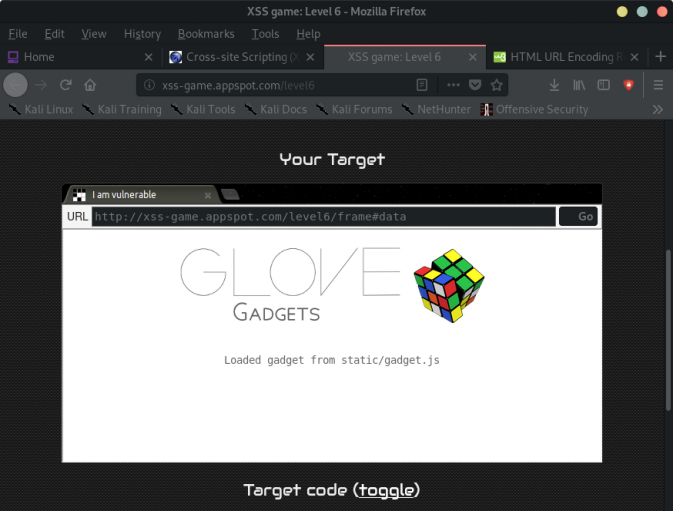 XSS game: Level 6 - Mozilla Firefox
File Edit View History Bookmarks Tools Help
Home Cross-site Scripting (X XSS game: Level 6 HTML URL Encoding R
xss-game.appspot.com/level6
Kali Linux Kali Training Kali Tools Kali Docs Kali Forums NetHunter Offensive Security
Your Target
I am vulnerable
URL http://xss-game.appspot.com/level6/frame#data Go
GLOVE
GADGETS
Loaded gadget from static/gadget.js
Target code (toggle)